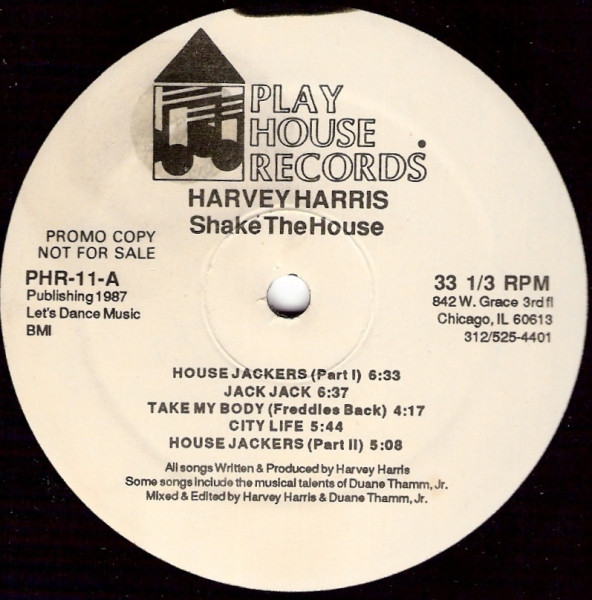 PLAY
HOUSE
RECORDS
HARVEY HARRIS
Shake The House
PROMO COPY
NOT FOR SALE
PHR-11-A
Publishing 1987
Let's Dance Music
BMI
33 1/3 RPM
842 W. Grace 3rd fl
Chicago, IL 60613
312/525-4401
HOUSE JACKERS (Part I) 6:33
JACK JACK 6:37
TAKE MY BODY (Freddies Back) 4:17
CITY LIFE 5:44
HOUSE JACKERS (Part II) 5:08
All songs Written & Produced by Harvey Harris
Some songs include the musical talents of Duane Thamm, Jr.
Mixed & Edited by Harvey Harris & Duane Thamm, Jr.